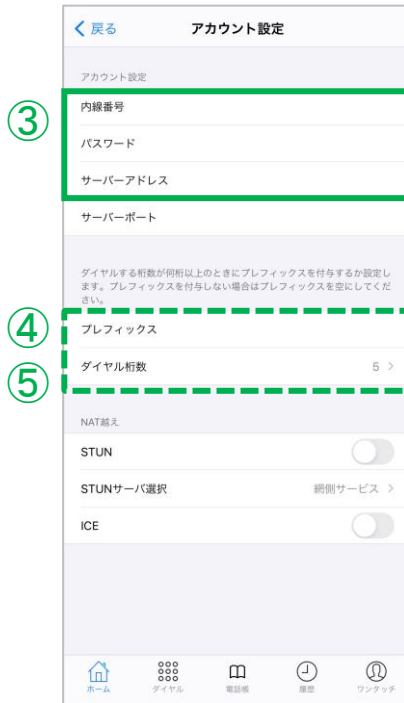 戻る
アカウント設定
アカウント設定
③
内線番号
パスワード
サーバーアドレス
サーバーポート
ダイヤルする桁数が何桁以上のときにプレフィックスを付与するか設定し
ます。プレフィックスを付与しない場合はプレフィックスを空にしてくだ
さい。
④
プレフィックス
⑤
ダイヤル桁数 5
NAT越え
STUN
STUNサーバ選択 網側サービス
ICE
ホーム ダイヤル 電話帳 履歴 ワンタッチ